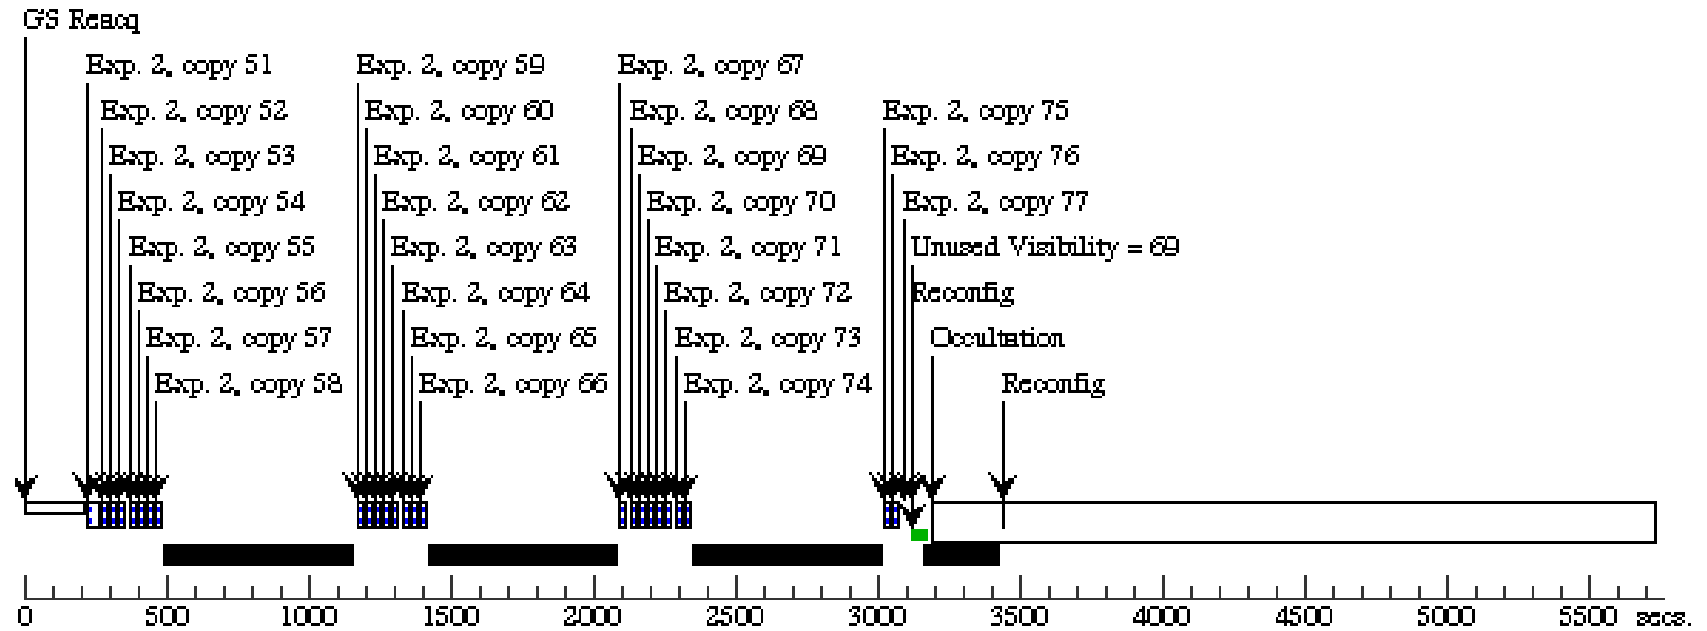 GS Reacq
Exp. 2, copy 51 Exp. 2, copy 59 Exp. 2, copy 67
Exp. 2, copy 52 Exp. 2, copy 60 Exp. 2, copy 68 Exp. 2, copy 75
Exp. 2, copy 53 Exp. 2, copy 61 Exp. 2, copy 69 Exp. 2, copy 76
Exp. 2, copy 54 Exp. 2, copy 62 Exp. 2, copy 70 Exp. 2, copy 77
Exp. 2, copy 55 Exp. 2, copy 63 Exp. 2, copy 71 Unused Visibility = 69
Exp. 2, copy 56 Exp. 2, copy 64 Exp. 2, copy 72 Reconfig
Exp. 2, copy 57 Exp. 2, copy 65 Exp. 2, copy 73 Occultation
Exp. 2, copy 58 Exp. 2, copy 66 Exp. 2, copy 74 Reconfig
0 500 1000 1500 2000 2500 3000 3500 4000 4500 5000 5500 secs.